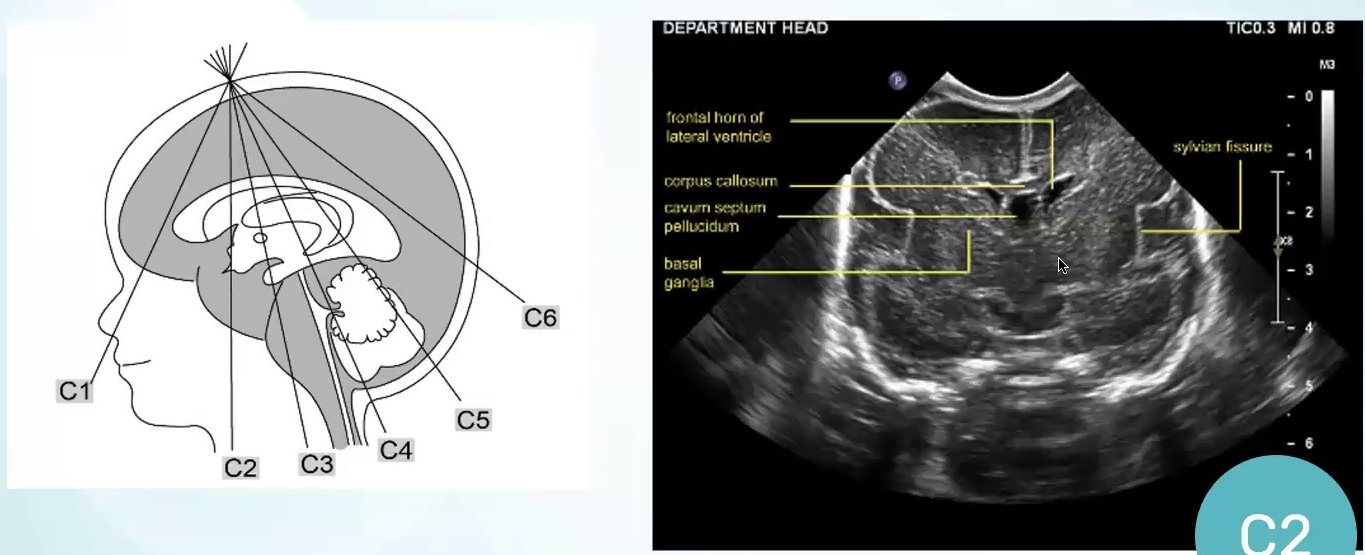 C1
C2
C3
C4
C5
C6
DEPARTMENT HEAD
TIC0.3 MI 0.8
M3
P
frontal horn of
lateral ventricle
corpus callosum
cavum septum
pellucidum
basal
ganglia
sylvian fissure
0
1
2
3
4
5
6
C2